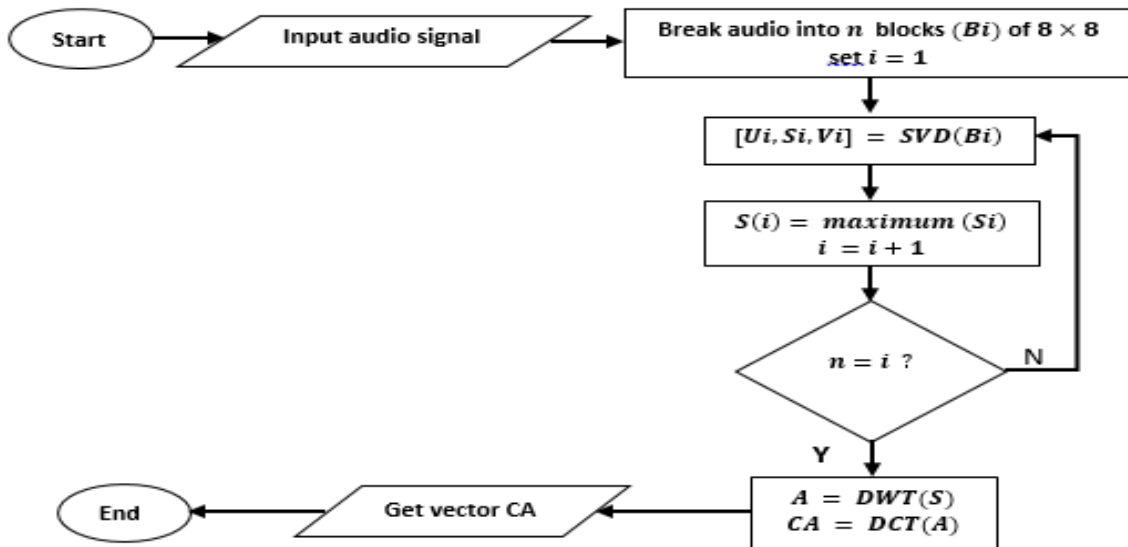 Start
Input audio signal
Break audio into n blocks (Bi) of 8 × 8
set i = 1
[Ui, Si, Vi] = SVD(Bi)
S(i) = maximum (Si)
i = i + 1
n = i ?
N
Y
A = DWT(S)
CA = DCT(A)
Get vector CA
End